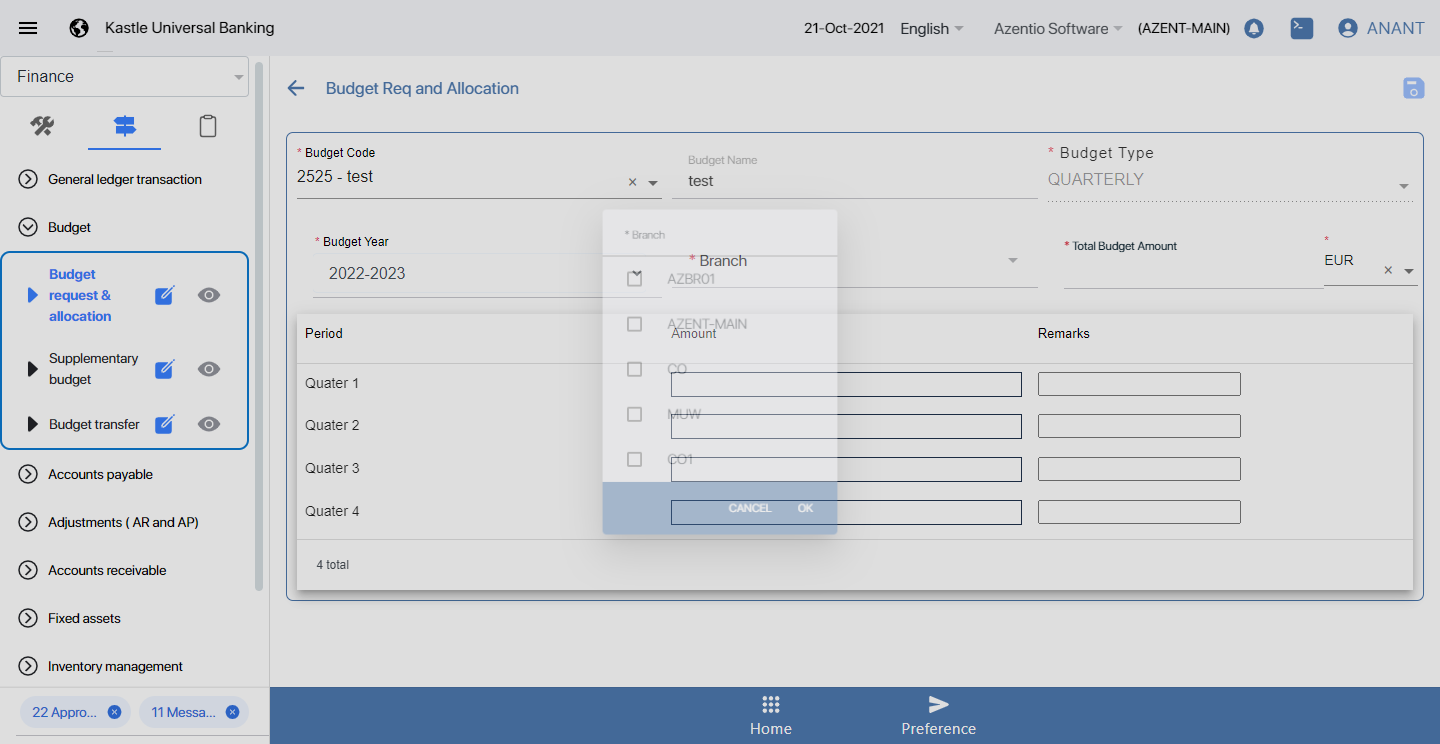 Kastle Universal Banking
21-Oct-2021 English Azentio Software (AZENT-MAIN) ANANT
Finance
General ledger transaction
Budget
Budget
request &
allocation
Supplementary
budget
Budget transfer
Accounts payable
Adjustments ( AR and AP)
Accounts receivable
Fixed assets
Inventory management
22 Appro...
11 Messa...
Budget Req and Allocation
* Budget Code
2525 - test
Budget Name
test
* Budget Type
QUARTERLY
* Budget Year
2022-2023
* Branch
* Total Budget Amount
*
EUR
Period Amount Remarks
Quater 1
Quater 2
Quater 3
Quater 4
4 total
* Branch
AZBR01
AZENT-MAIN
CO
MUW
CO1
CANCEL OK
Home
Preference